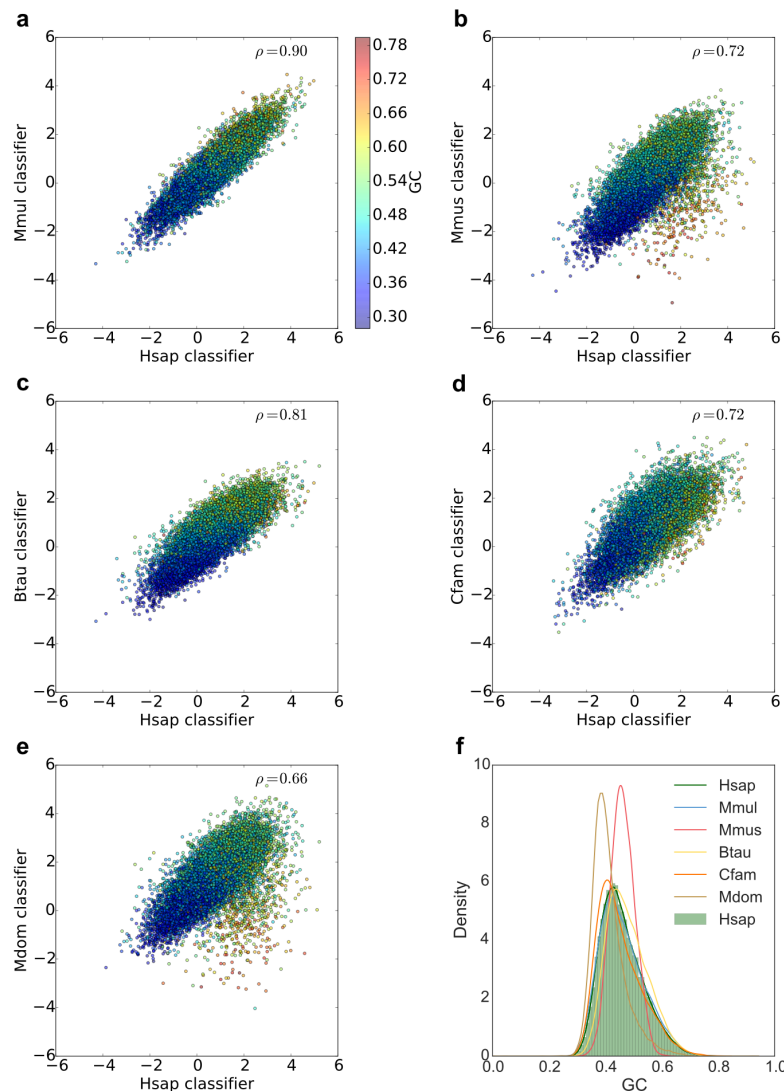 a
ρ=0.90
6
4
2
0
−2
−4
−6
Mmul classifier
−6 −4 −2 0 2 4 6
Hsap classifier
0.78
0.72
0.66
0.60
0.54
0.48
0.42
0.36
0.30
GC
b
ρ=0.72
6
4
2
0
−2
−4
−6
Mmus classifier
−6 −4 −2 0 2 4 6
Hsap classifier
c
ρ=0.81
6
4
2
0
−2
−4
−6
Btau classifier
−6 −4 −2 0 2 4 6
Hsap classifier
d
ρ=0.72
6
4
2
0
−2
−4
−6
Cfam classifier
−6 −4 −2 0 2 4 6
Hsap classifier
e
ρ=0.66
6
4
2
0
−2
−4
−6
Mdom classifier
−6 −4 −2 0 2 4 6
Hsap classifier
f
10
8
6
4
2
0
Density
Hsap
Mmul
Mmus
Btau
Cfam
Mdom
Hsap
0.0 0.2 0.4 0.6 0.8 1.0
GC